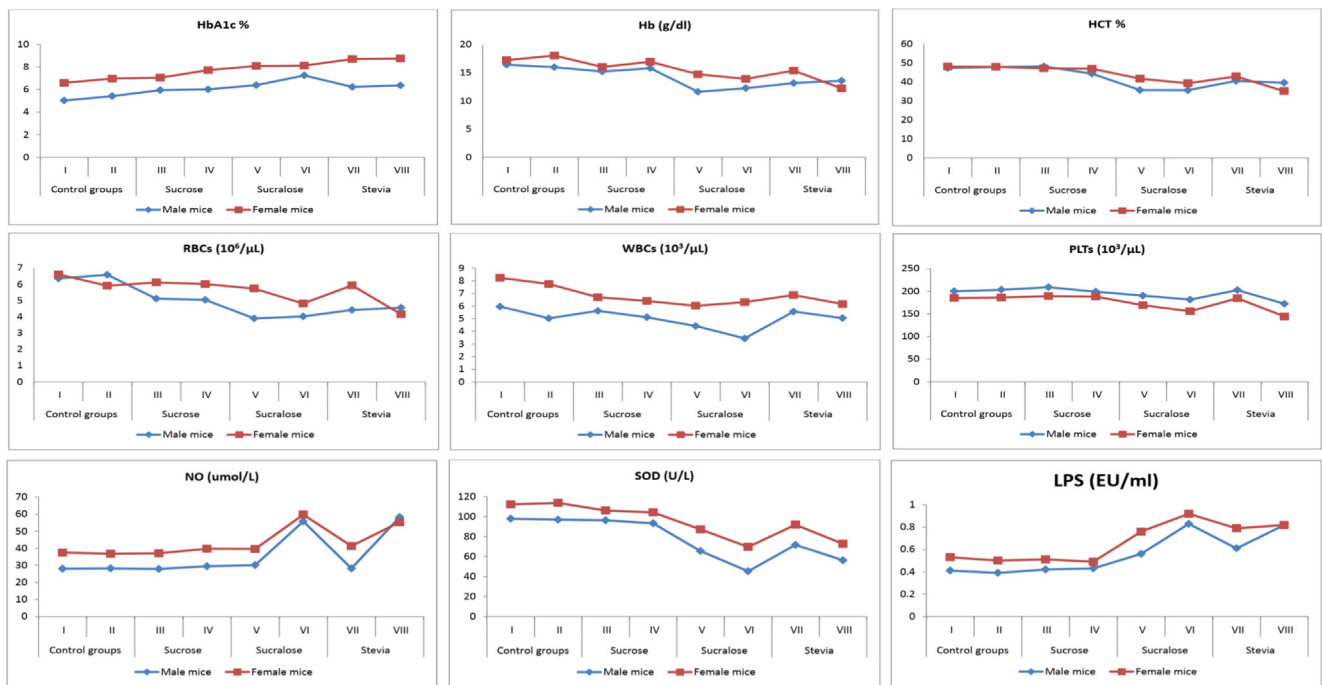 HbA1c %
10
8
6
4
2
0
I II III IV V VI VII VIII
Control groups Sucrose Sucralose Stevia
Male mice Female mice
Hb (g/dl)
20
15
10
5
0
I II III IV V VI VII VIII
Control groups Sucrose Sucralose Stevia
Male mice Female mice
HCT %
60
50
40
30
20
10
0
I II III IV V VI VII VIII
Control groups Sucrose Sucralose Stevia
Male mice Female mice
RBCs (10⁶/µL)
7
6
5
4
3
2
1
0
I II III IV V VI VII VIII
Control groups Sucrose Sucralose Stevia
Male mice Female mice
WBCs (10³/µL)
9
8
7
6
5
4
3
2
1
0
I II III IV V VI VII VIII
Control groups Sucrose Sucralose Stevia
Male mice Female mice
PLTs (10³/µL)
250
200
150
100
50
0
I II III IV V VI VII VIII
Control groups Sucrose Sucralose Stevia
Male mice Female mice
NO (umol/L)
70
60
50
40
30
20
10
0
I II III IV V VI VII VIII
Control groups Sucrose Sucralose Stevia
Male mice Female mice
SOD (U/L)
120
100
80
60
40
20
0
I II III IV V VI VII VIII
Control groups Sucrose Sucralose Stevia
Male mice Female mice
LPS (EU/ml)
1
0.8
0.6
0.4
0.2
0
I II III IV V VI VII VIII
Control groups Sucrose Sucralose Stevia
Male mice Female mice